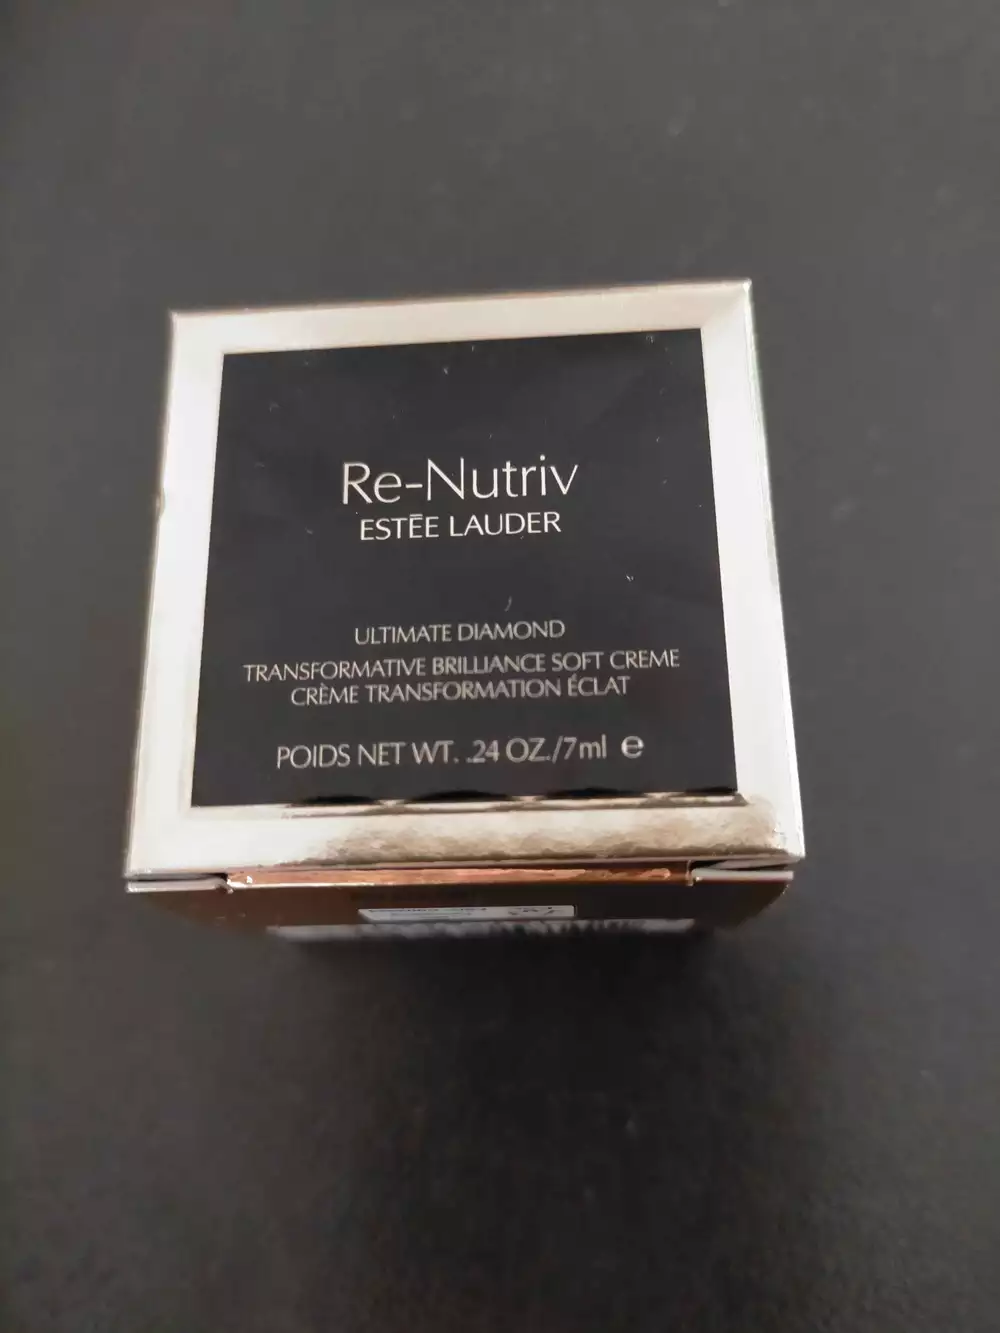 Re-Nutriv
ESTĒE LAUDER
ULTIMATE DIAMOND
TRANSFORMATIVE BRILLIANCE SOFT CREME
CRÈME TRANSFORMATION ÉCLAT
POIDS NET WT. .24 OZ./7ml ℮